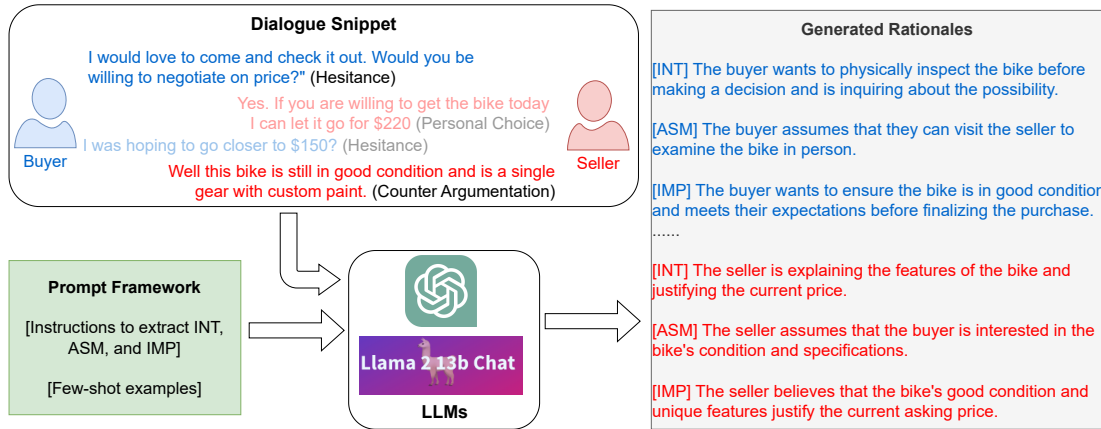 Dialogue Snippet
I would love to come and check it out. Would you be
willing to negotiate on price?" (Hesitance)
Yes. If you are willing to get the bike today
I can let it go for $220 (Personal Choice)
I was hoping to go closer to $150? (Hesitance)
Well this bike is still in good condition and is a single
gear with custom paint. (Counter Argumentation)
Buyer
Seller
Prompt Framework
[Instructions to extract INT,
ASM, and IMP]
[Few-shot examples]
Llama 2 13b Chat
LLMs
Generated Rationales
[INT] The buyer wants to physically inspect the bike before
making a decision and is inquiring about the possibility.
[ASM] The buyer assumes that they can visit the seller to
examine the bike in person.
[IMP] The buyer wants to ensure the bike is in good condition
and meets their expectations before finalizing the purchase.
......
[INT] The seller is explaining the features of the bike and
justifying the current price.
[ASM] The seller assumes that the buyer is interested in the
bike's condition and specifications.
[IMP] The seller believes that the bike's good condition and
unique features justify the current asking price.